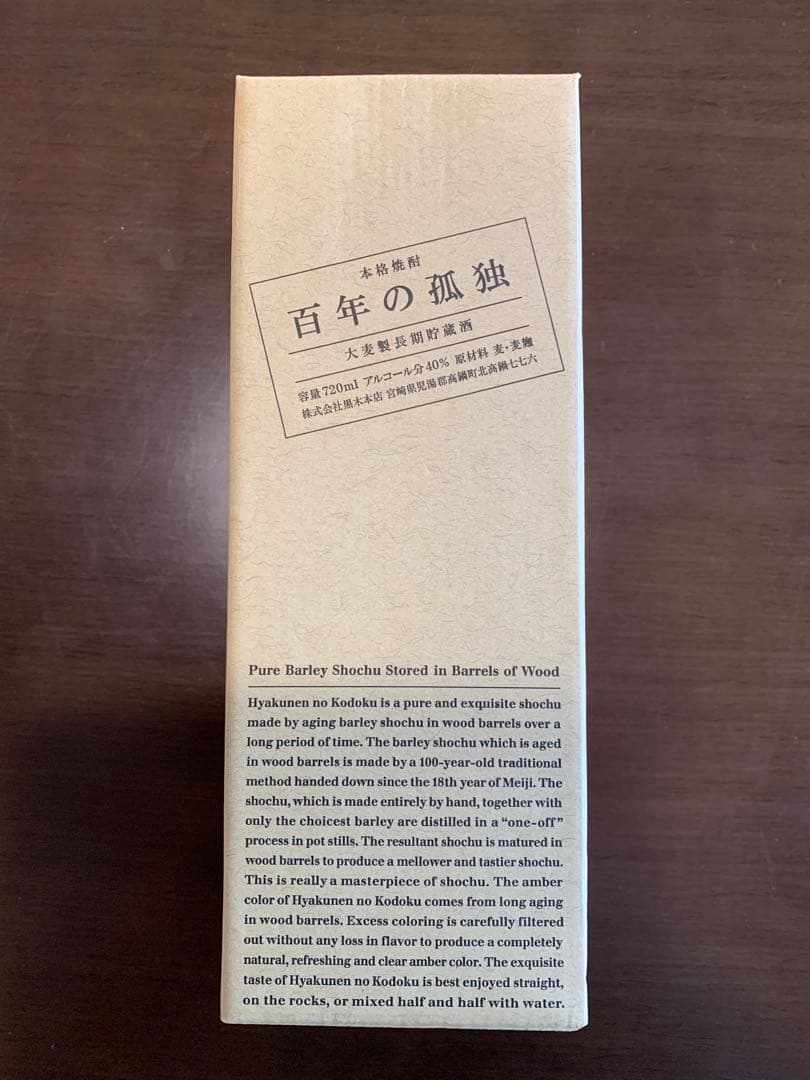 本格焼酎
百年の孤独
大麦製長期貯蔵酒
容量720ml アルコール分40% 原材料 麦・麦麹
株式会社黒木本店 宮崎県児湯郡高鍋町北高鍋七七六
Pure Barley Shochu Stored in Barrels of Wood
Hyakunen no Kodoku is a pure and exquisite shochu
made by aging barley shochu in wood barrels over a
long period of time. The barley shochu which is aged
in wood barrels is made by a 100-year-old traditional
method handed down since the 18th year of Meiji. The
shochu, which is made entirely by hand, together with
only the choicest barley are distilled in a “one-off”
process in pot stills. The resultant shochu is matured in
wood barrels to produce a mellower and tastier shochu.
This is really a masterpiece of shochu. The amber
color of Hyakunen no Kodoku comes from long aging
in wood barrels. Excess coloring is carefully filtered
out without any loss in flavor to produce a completely
natural, refreshing and clear amber color. The exquisite
taste of Hyakunen no Kodoku is best enjoyed straight,
on the rocks, or mixed half and half with water.